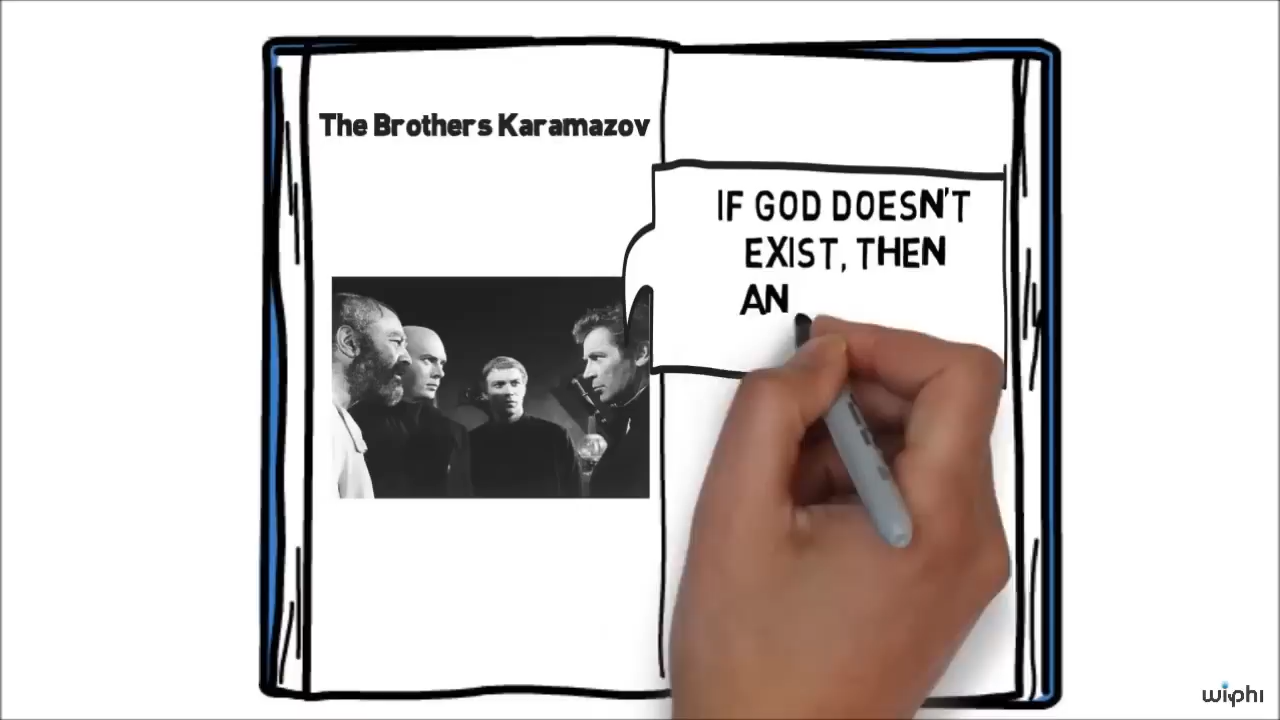 The Brothers Karamazov
IF GOD DOESN'T
EXIST, THEN
AN
wiphi